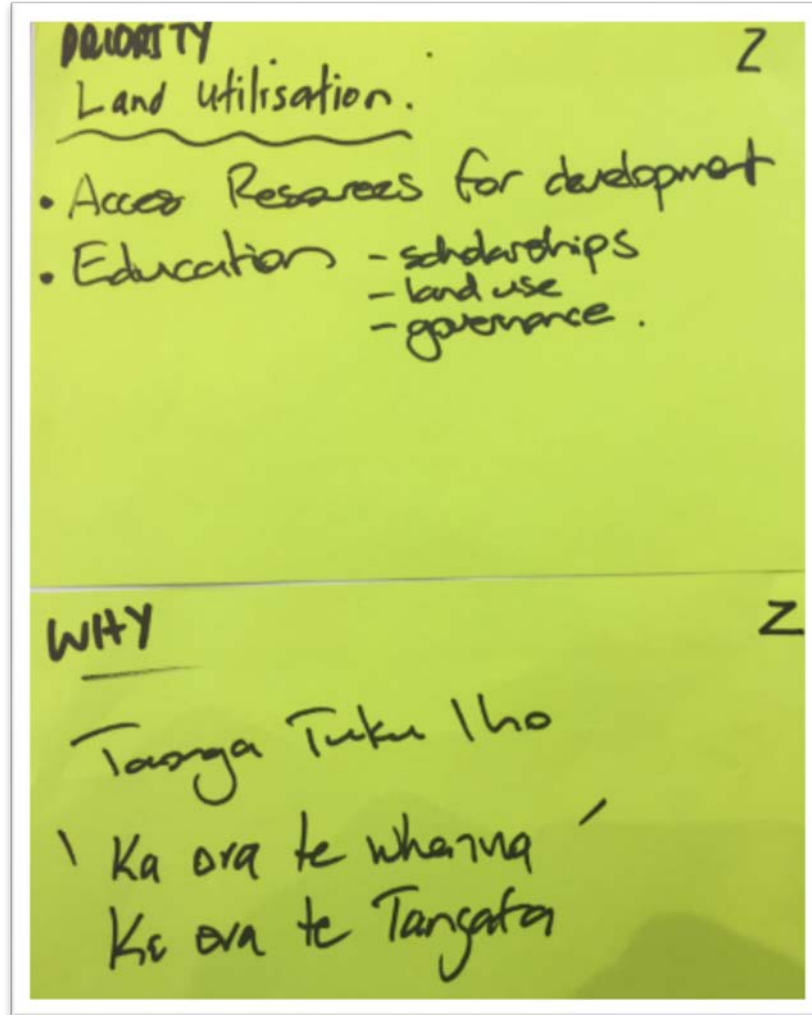 PRIORITY Z
Land utilisation.
• Access Resources for development
• Education - scholarships
- land use
- governance.
WHY Z
Taonga Tuku Iho
' Ka ora te whenua '
Ka ora te Tangata